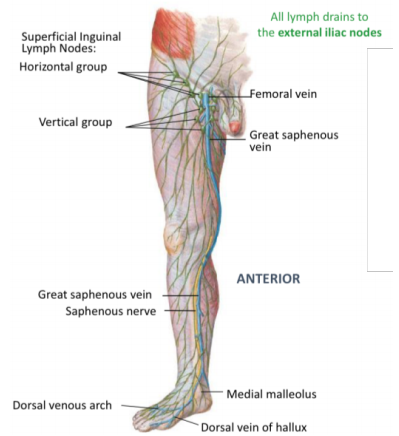 All lymph drains to
the external iliac nodes
Superficial Inguinal
Lymph Nodes:
Horizontal group
Vertical group
Femoral vein
Great saphenous
vein
ANTERIOR
Great saphenous vein
Saphenous nerve
Medial malleolus
Dorsal venous arch
Dorsal vein of hallux